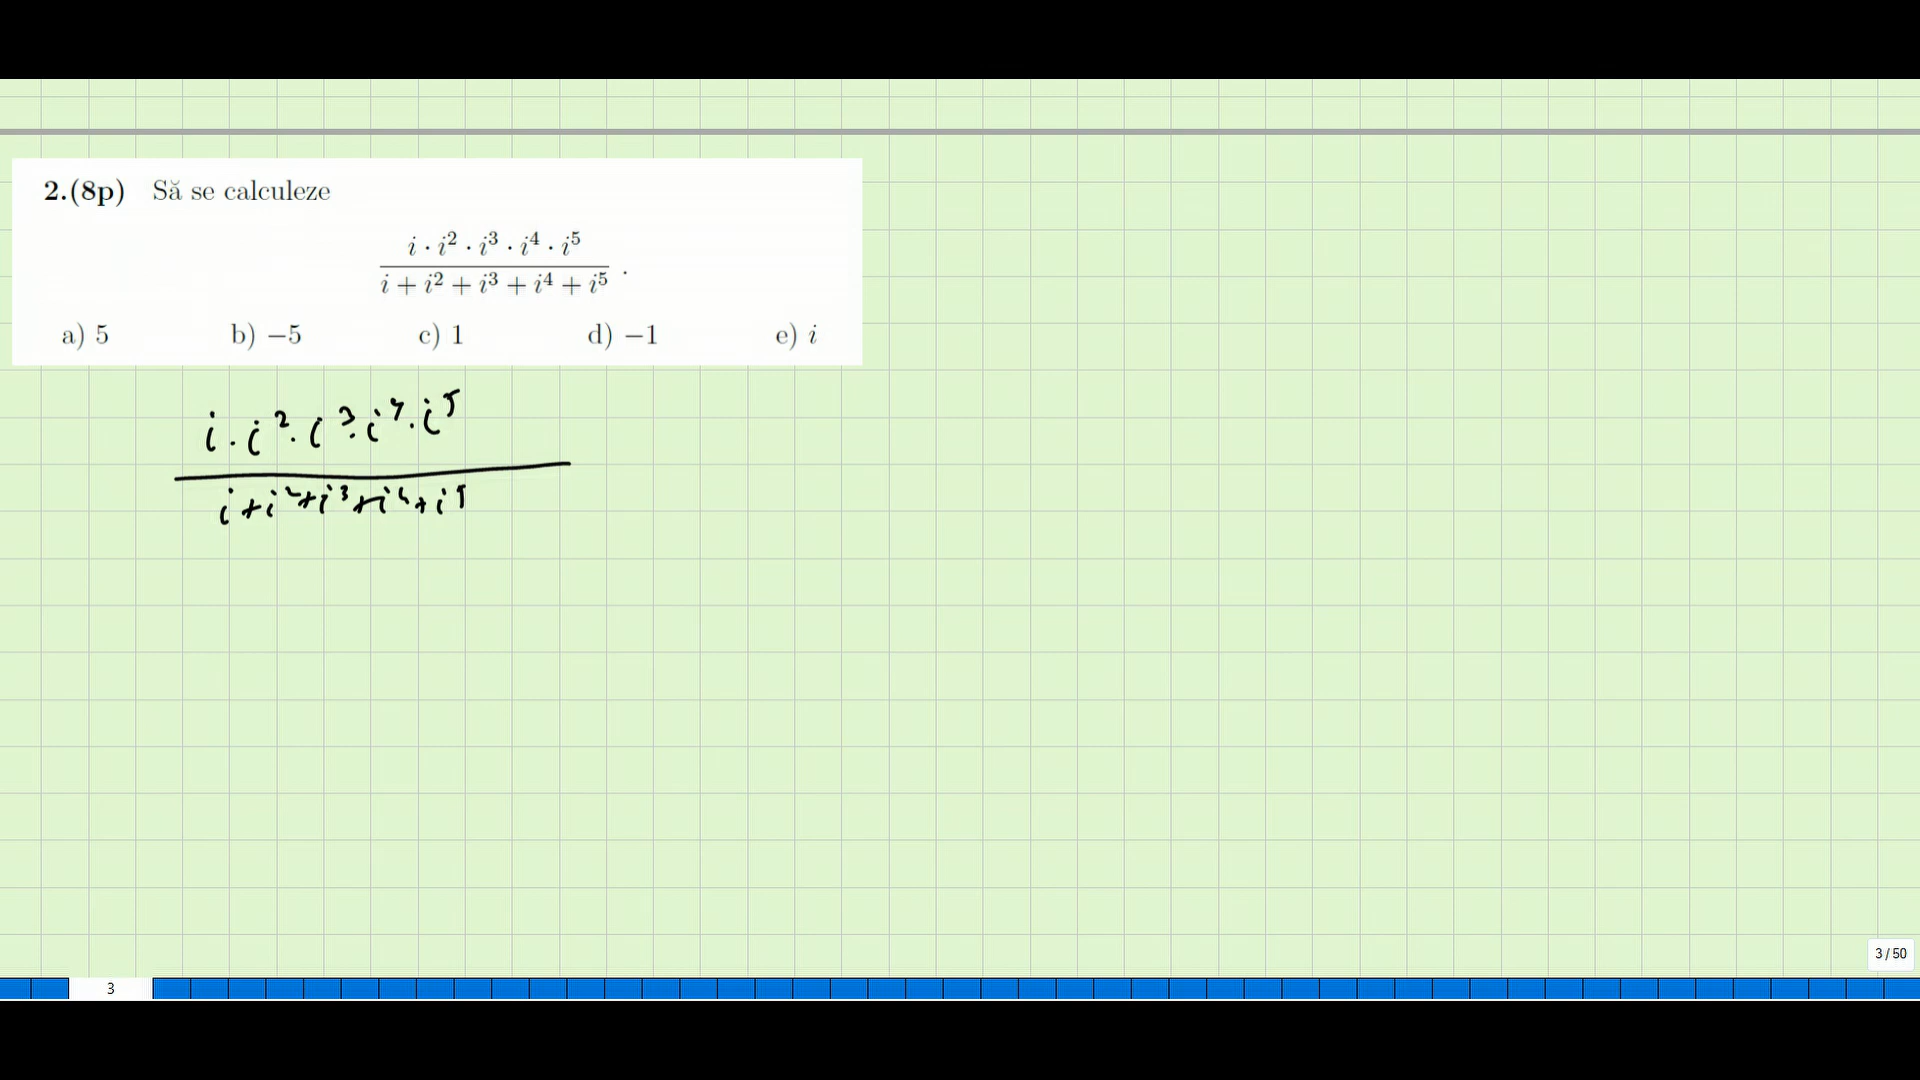 2.(8p) Să se calculeze
i · i² · i³ · i⁴ · i⁵
i + i² + i³ + i⁴ + i⁵ .
a) 5 b) −5 c) 1 d) −1 e) i
i · i² · i³ · i⁴ · i⁵
i + i² + i³ + i⁴ + i⁵
3 / 50
3